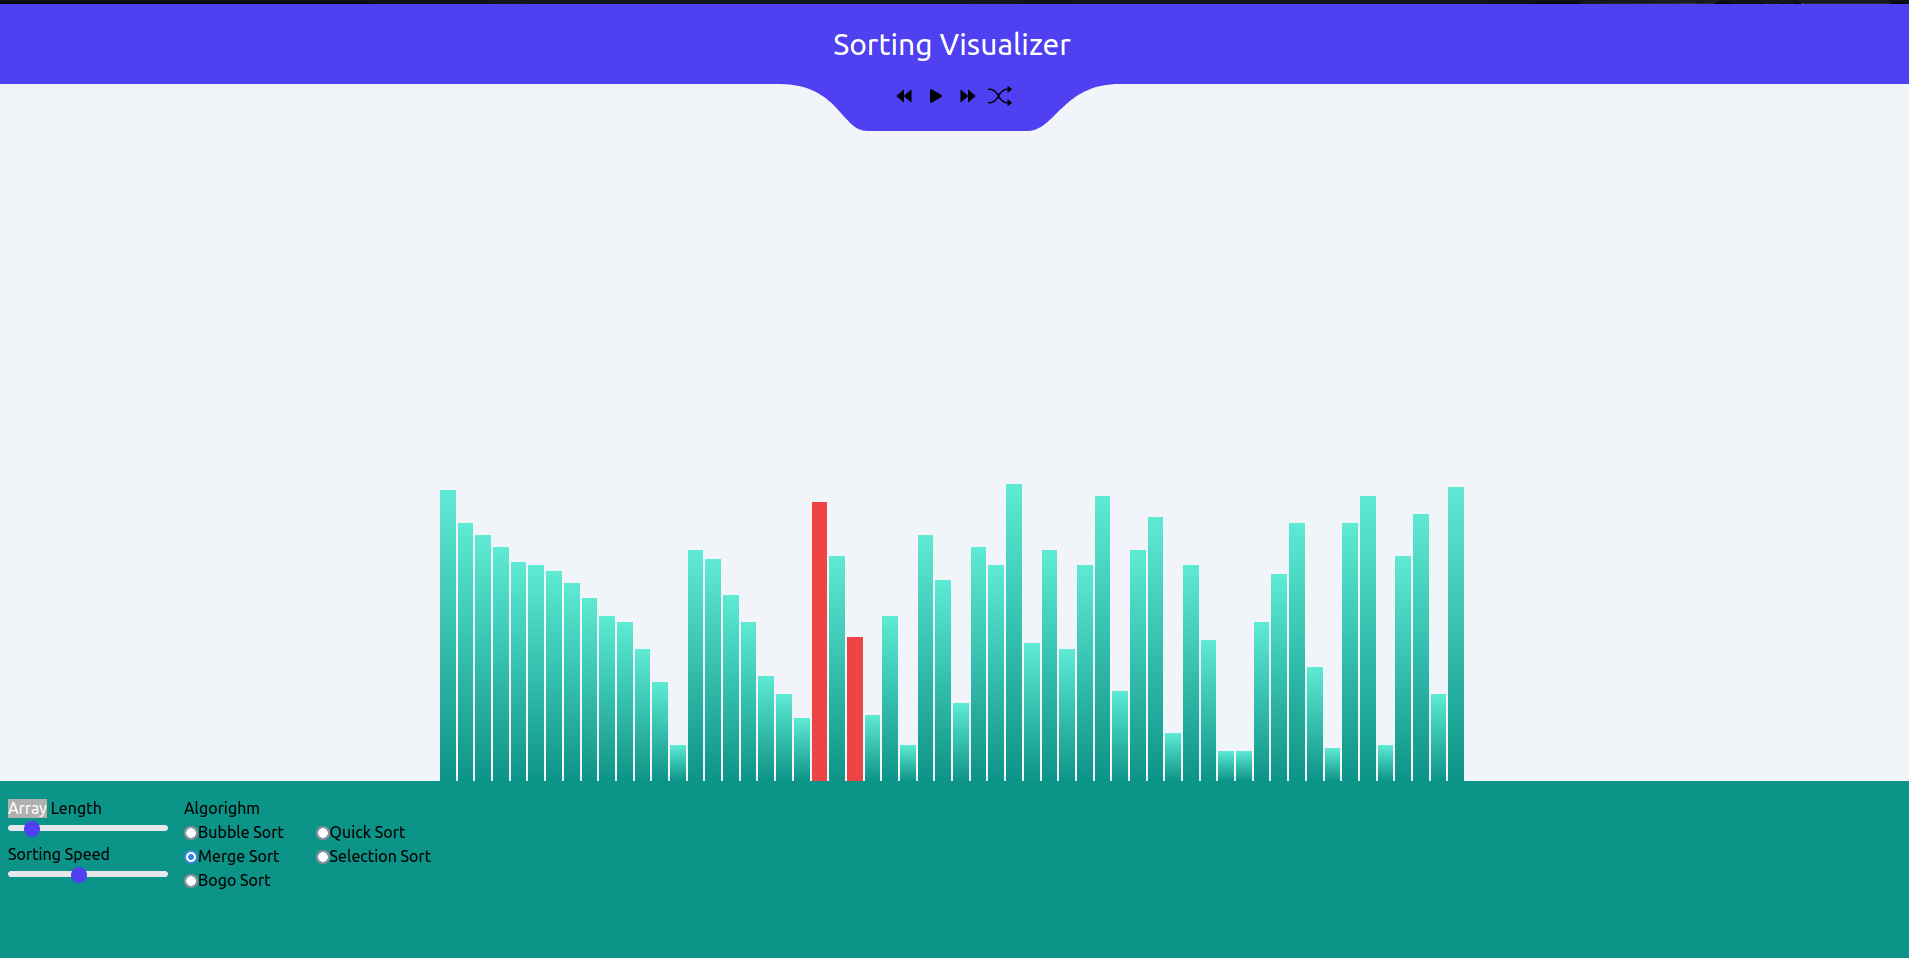 Sorting Visualizer
Array Length
Sorting Speed
Algorighm
Bubble Sort
Quick Sort
Merge Sort
Selection Sort
Bogo Sort